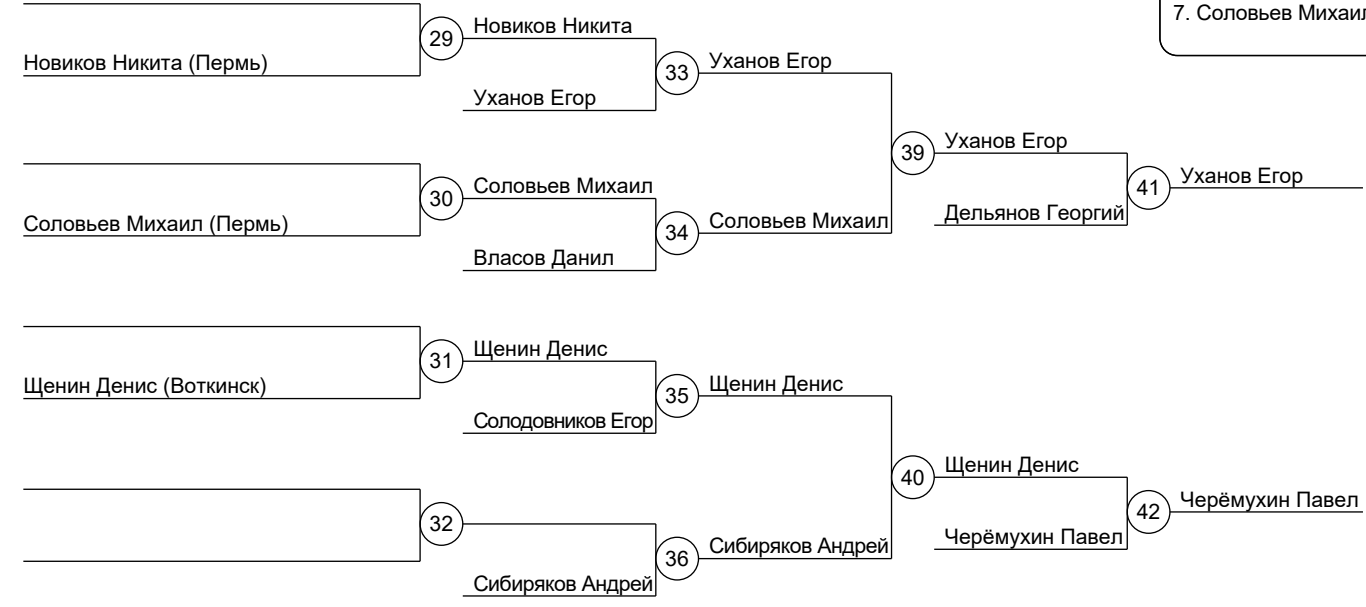 7. Соловьев Михаил
Новиков Никита
29
Новиков Никита (Пермь)
Уханов Егор
33
Уханов Егор
Уханов Егор
39
Соловьев Михаил
Уханов Егор
41
30
Дельянов Георгий
Соловьев Михаил (Пермь)
Соловьев Михаил
34
Власов Данил
Щенин Денис
31
Щенин Денис (Воткинск)
Щенин Денис
35
Солодовников Егор
Щенин Денис
40
Черёмухин Павел
42
32
Черёмухин Павел
Сибиряков Андрей
36
Сибиряков Андрей